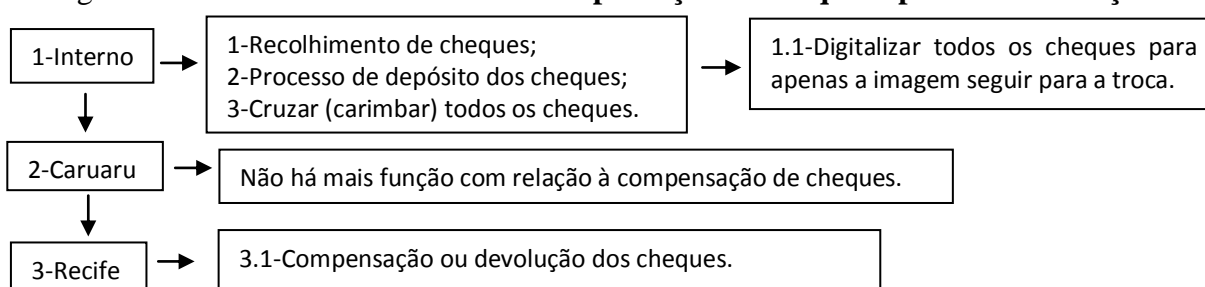 1-Interno
1-Recolhimento de cheques;
2-Processo de depósito dos cheques;
3-Cruzar (carimbar) todos os cheques.
1.1-Digitalizar todos os cheques para
apenas a imagem seguir para a troca.
2-Caruaru
Não há mais função com relação à compensação de cheques.
3-Recife
3.1-Compensação ou devolução dos cheques.